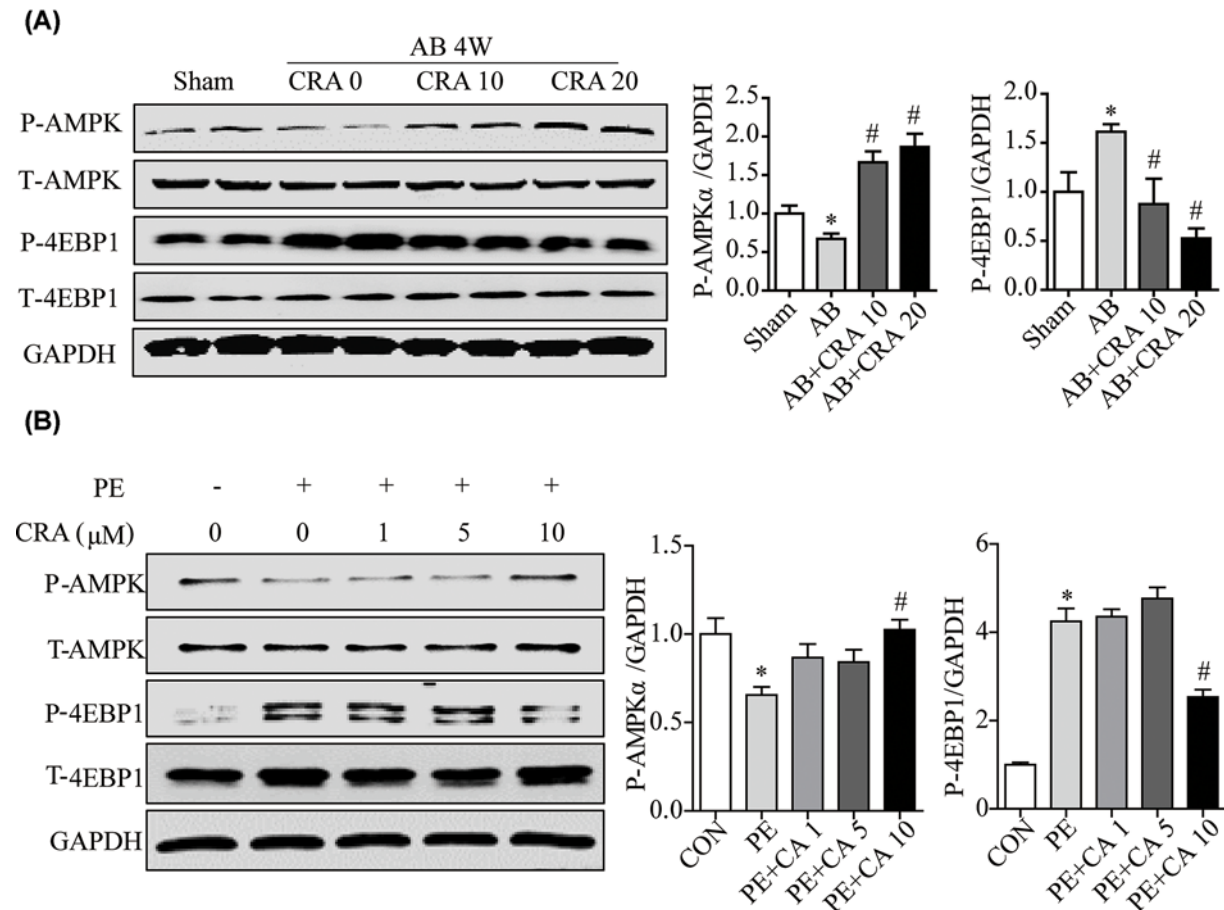 (A)
AB 4W
Sham CRA 0 CRA 10 CRA 20
P-AMPK
T-AMPK
P-4EBP1
T-4EBP1
GAPDH
P-AMPKα /GAPDH
2.5
2.0
1.5
1.0
0.5
0.0
* # #
Sham
AB
AB+CRA 10
AB+CRA 20
P-4EBP1/GAPDH
2.0
1.5
1.0
0.5
0.0
* # #
Sham
AB
AB+CRA 10
AB+CRA 20
(B)
PE - + + + +
CRA (μM) 0 0 1 5 10
P-AMPK
T-AMPK
P-4EBP1
T-4EBP1
GAPDH
P-AMPKα /GAPDH
1.5
1.0
0.5
0.0
* #
CON
PE
PE+CA 1
PE+CA 5
PE+CA 10
P-4EBP1/GAPDH
6
4
2
0
* #
CON
PE
PE+CA 1
PE+CA 5
PE+CA 10